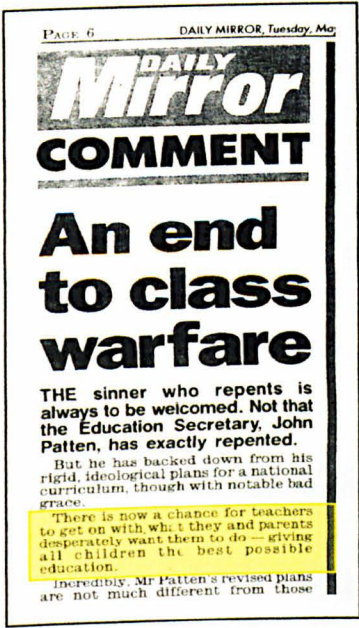 PAGE 6
DAILY MIRROR, Tuesday, Ma
DAILY
Mirror
COMMENT
An end
to class
warfare
THE sinner who repents is
always to be welcomed. Not that
the Education Secretary, John
Patten, has exactly repented.
But he has backed down from his
rigid, ideological plans for a national
curriculum, though with notable bad
grace.
There is now a chance for teachers
to get on with what they and parents
desperately want them to do — giving
all children the best possible
education.
Incredibly, Mr Patten's revised plans
are not much different from those